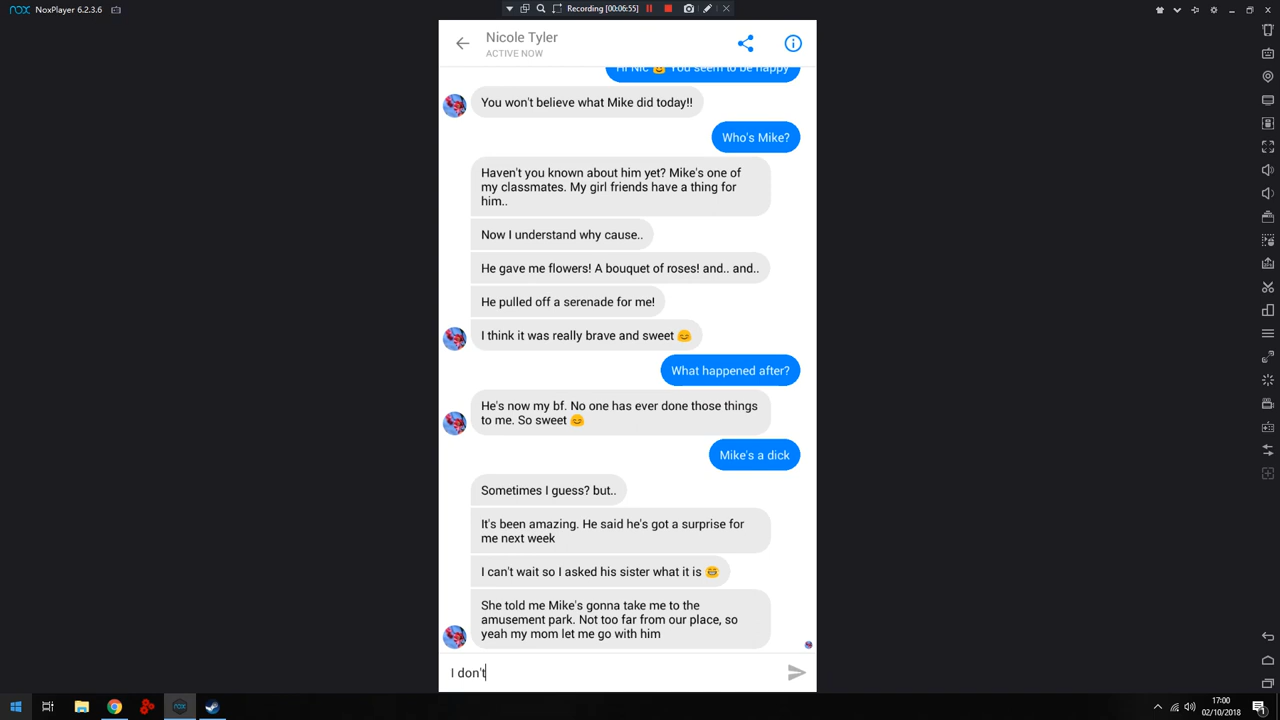 NoxPlayer 6.2.3.6
Recording [00:06:55]
Nicole Tyler
ACTIVE NOW
Hi Nic 😊 You seem to be happy
You won't believe what Mike did today!!
Who's Mike?
Haven't you known about him yet? Mike's one of
my classmates. My girl friends have a thing for
him..
Now I understand why cause..
He gave me flowers! A bouquet of roses! and.. and..
He pulled off a serenade for me!
I think it was really brave and sweet 😊
What happened after?
He's now my bf. No one has ever done those things
to me. So sweet 😊
Mike's a dick
Sometimes I guess? but..
It's been amazing. He said he's got a surprise for
me next week
I can't wait so I asked his sister what it is 😂
She told me Mike's gonna take me to the
amusement park. Not too far from our place, so
yeah my mom let me go with him
I don't
17:00
02/10/2018